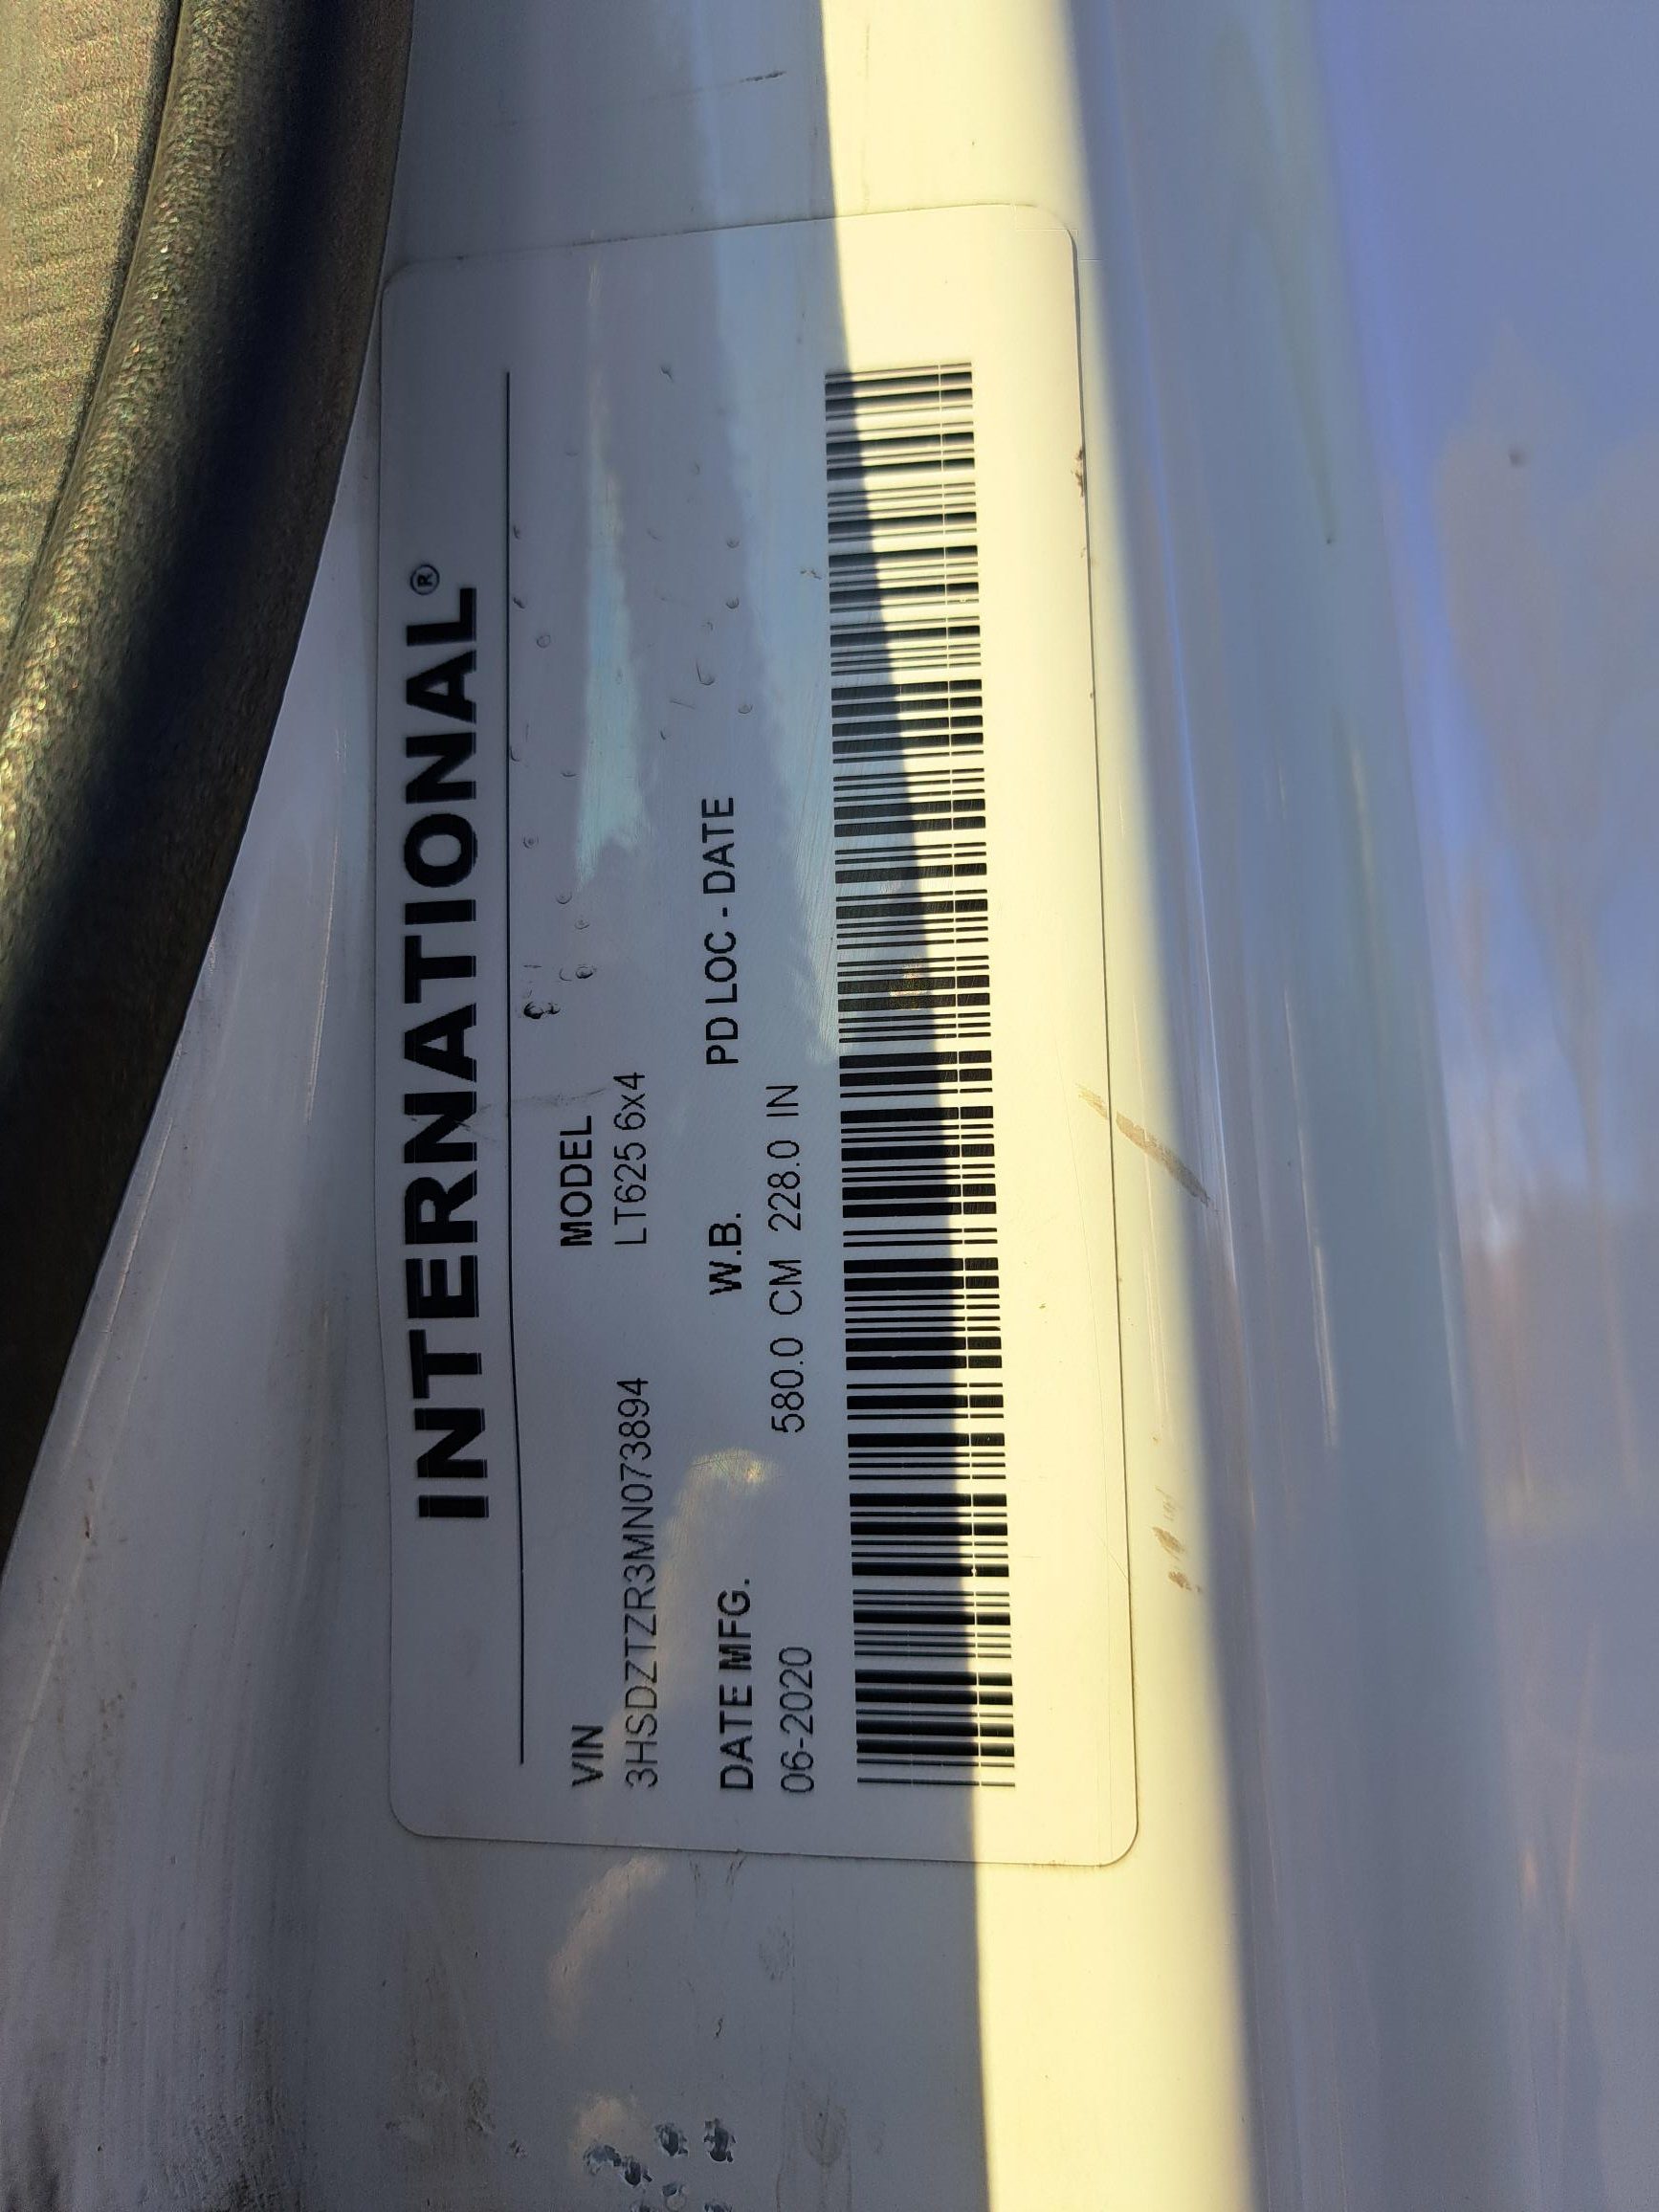 INTERNATIONAL®
VIN MODEL
3HSDZTZR3MN073894 LT625 6x4
DATE MFG. W.B. PD LOC - DATE
06-2020 580.0 CM 228.0 IN